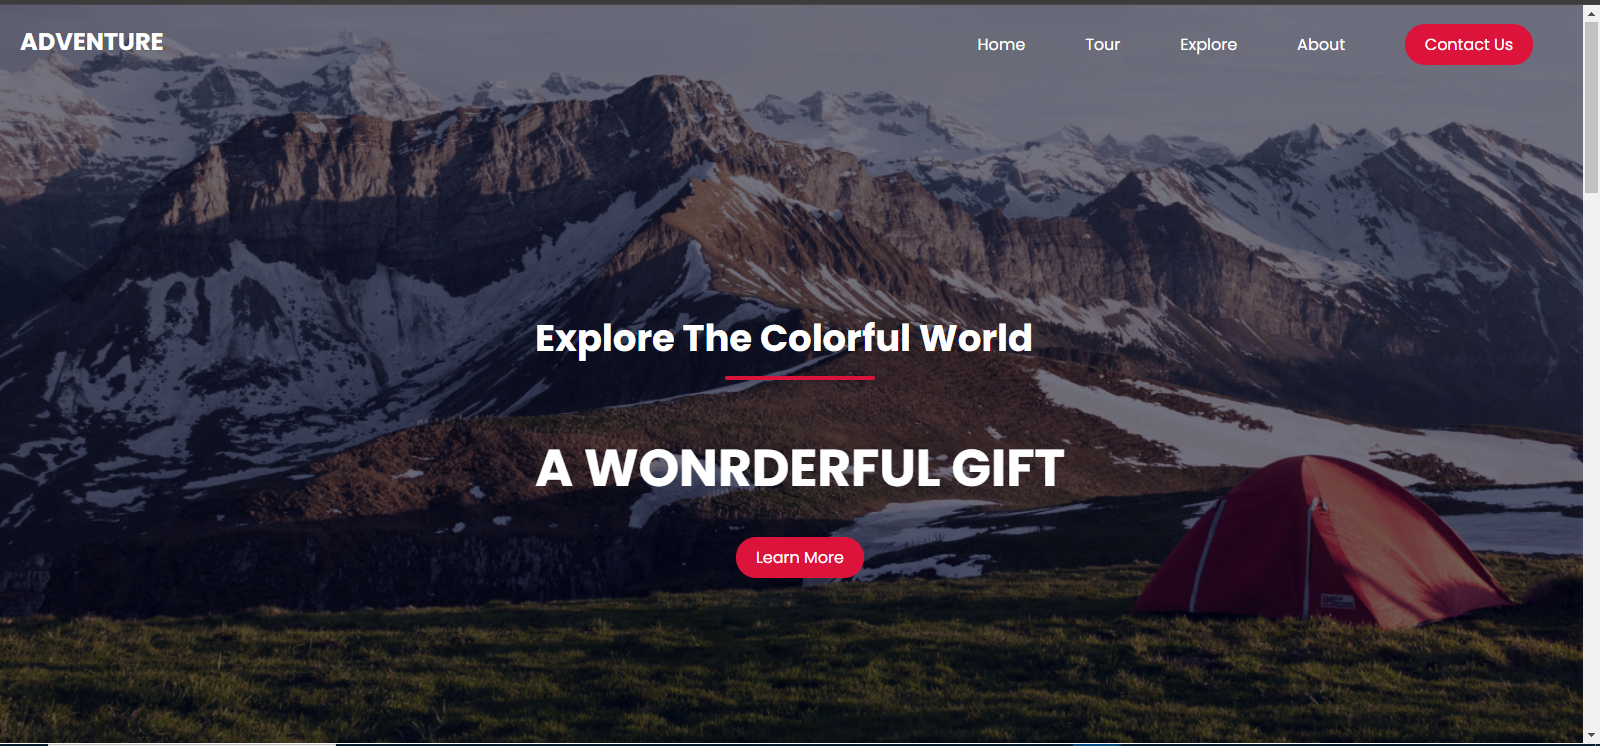 ADVENTURE
Home Tour Explore About Contact Us
Explore The Colorful World
A WONRDERFUL GIFT
Learn More